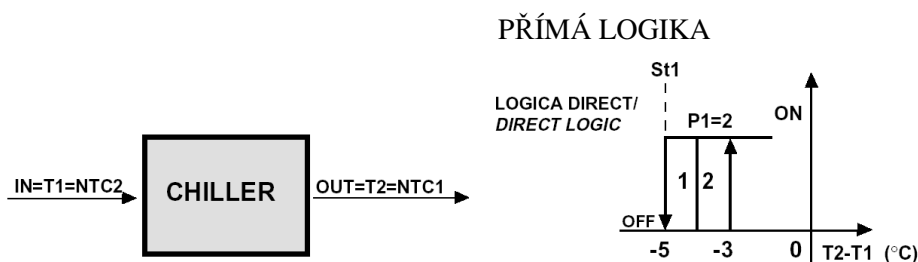 PŘÍMÁ LOGIKA
St1
LOGICA DIRECT/
DIRECT LOGIC
P1=2
ON
IN=T1=NTC2
CHILLER
OUT=T2=NTC1
1 2
OFF
-5 -3 0 T2-T1 (°C)